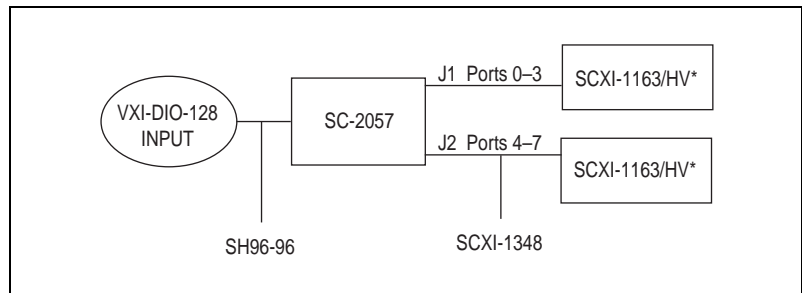 VXI-DIO-128
INPUT
SH96-96
SC-2057
J1 Ports 0–3
J2 Ports 4–7
SCXI-1348
SCXI-1163/HV*
SCXI-1163/HV*